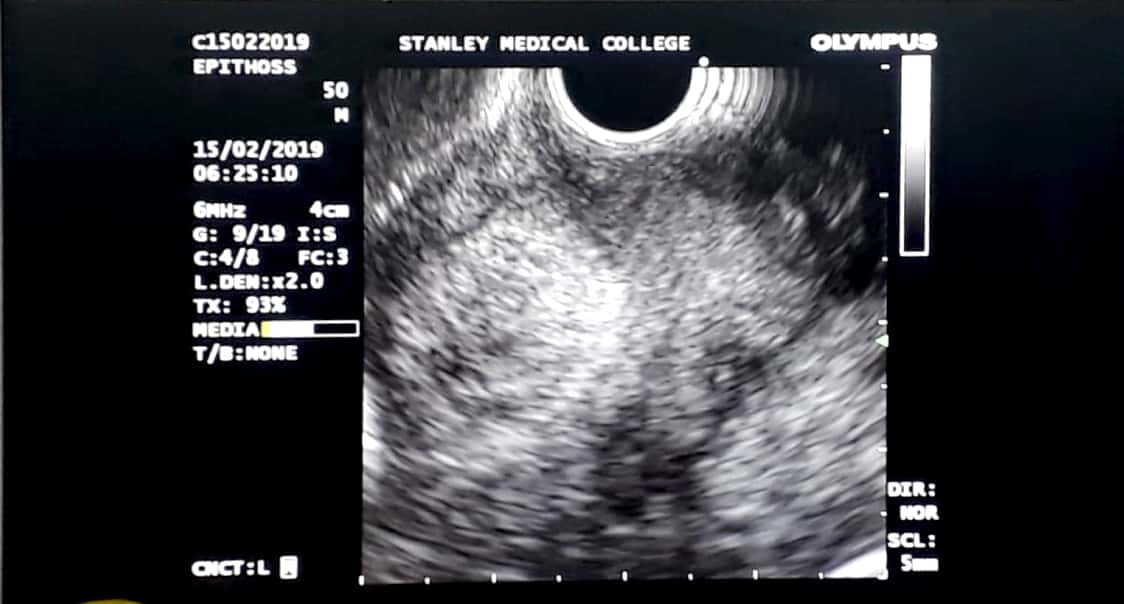 C15022019
EPITHOSS
STANLEY MEDICAL COLLEGE
OLYMPUS
50
M
15/02/2019
06:25:10
6MHz 4cm
G: 9/19 I:S
C:4/8 FC:3
L.DEN:x2.0
TX: 93%
MEDIA
T/B:NONE
CNCT:L
DIR:
NOR
SCL:
5mm